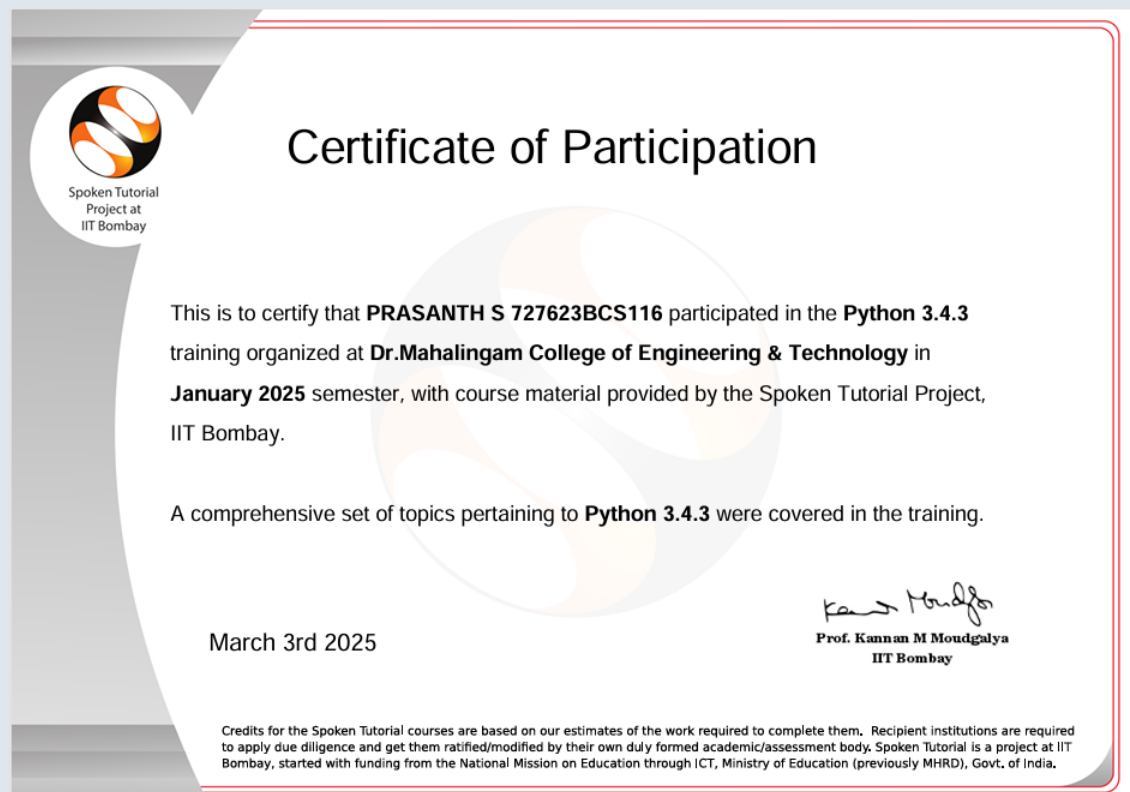 Certificate of Participation
Spoken Tutorial
Project at
IIT Bombay
This is to certify that PRASANTH S 727623BCS116 participated in the Python 3.4.3
training organized at Dr.Mahalingam College of Engineering & Technology in
January 2025 semester, with course material provided by the Spoken Tutorial Project,
IIT Bombay.
A comprehensive set of topics pertaining to Python 3.4.3 were covered in the training.
March 3rd 2025
Prof. Kannan M Moudgalya
IIT Bombay
Credits for the Spoken Tutorial courses are based on our estimates of the work required to complete them. Recipient institutions are required
to apply due diligence and get them ratified/modified by their own duly formed academic/assessment body. Spoken Tutorial is a project at IIT
Bombay, started with funding from the National Mission on Education through ICT, Ministry of Education (previously MHRD), Govt. of India.